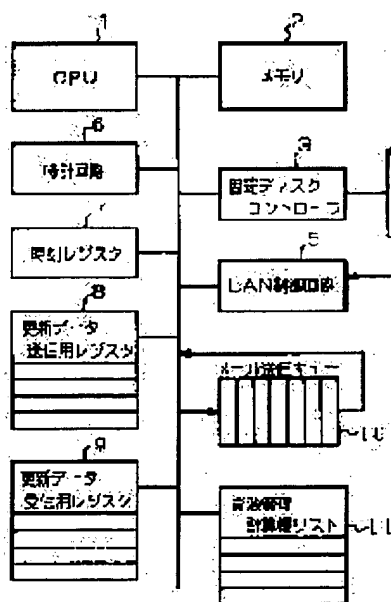 1
CPU
2
メモリ
6
時計回路
3
固定ディスク
コントローラ
7
時刻レジスタ
5
LAN制御回路
8
更新データ
送信用レジスタ
メール送信キュー
10
9
更新データ
受信用レジスタ
計算機リスト
11